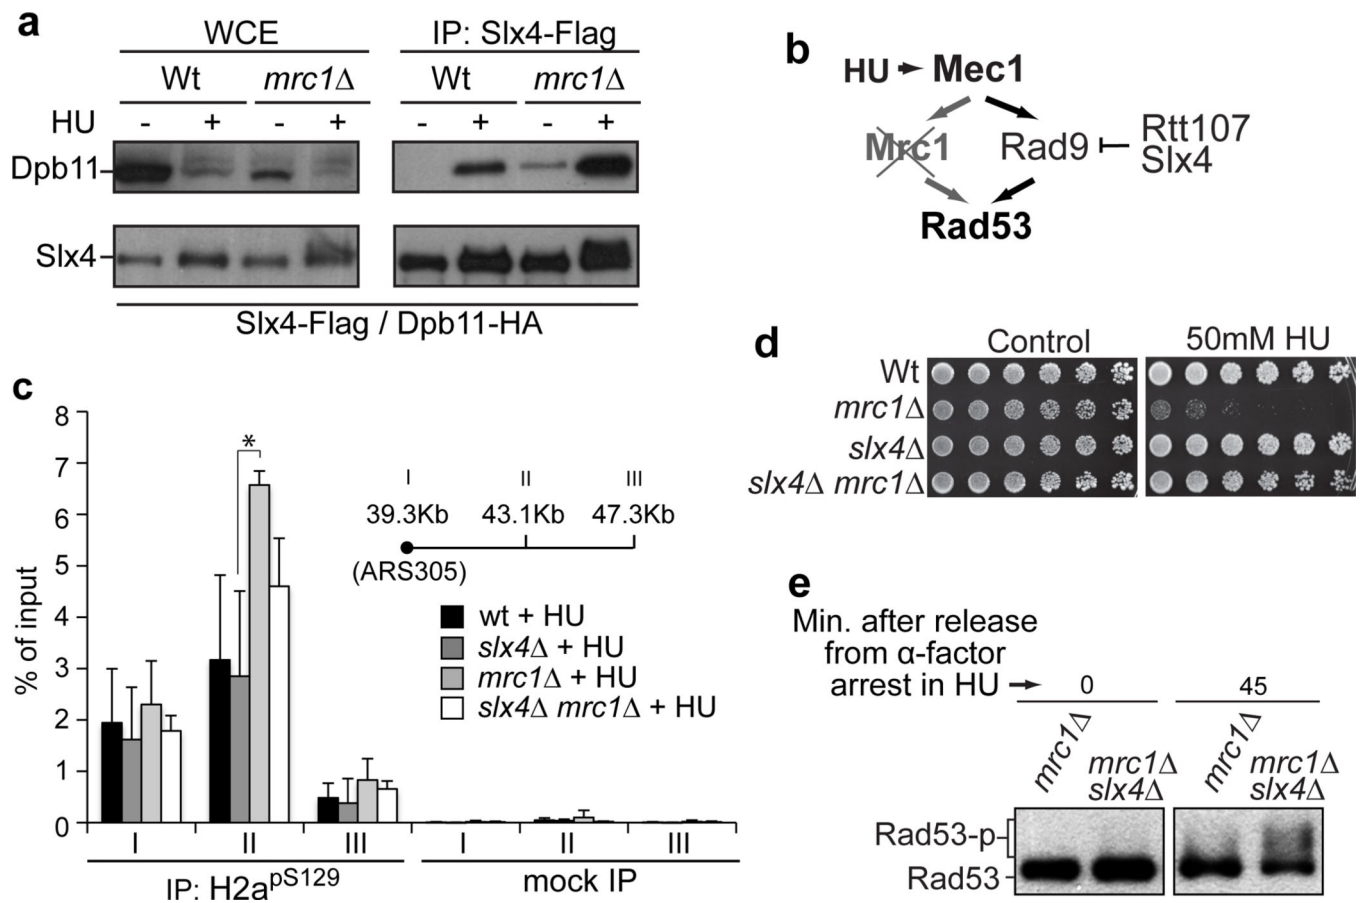 a
WCE
IP: Slx4-Flag
Wt
mrc1Δ
Wt
mrc1Δ
HU
-
+
-
+
-
+
-
+
Dpb11
Slx4
Slx4-Flag / Dpb11-HA
b
HU
Mec1
Mrc1
Rad9
Rtt107
Slx4
Rad53
c
8
7
6
5
4
3
2
1
0
% of input
*
I
II
III
39.3Kb
43.1Kb
47.3Kb
(ARS305)
wt + HU
slx4Δ + HU
mrc1Δ + HU
slx4Δ mrc1Δ + HU
I
II
III
I
II
III
IP: H2a^pS129
mock IP
d
Control
50mM HU
Wt
mrc1Δ
slx4Δ
slx4Δ mrc1Δ
e
Min. after release
from α-factor
arrest in HU
0
45
mrc1Δ
mrc1Δ
slx4Δ
mrc1Δ
mrc1Δ
slx4Δ
Rad53-p
Rad53